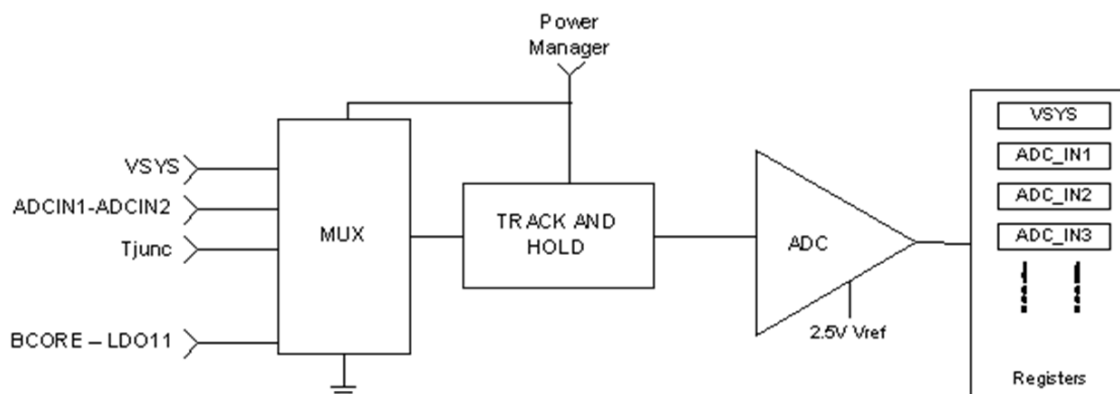 Power
Manager
VSYS
ADCIN1-ADCIN2
Tjunc
BCORE – LDO11
MUX
TRACK AND
HOLD
ADC
2.5V Vref
VSYS
ADC_IN1
ADC_IN2
ADC_IN3
Registers